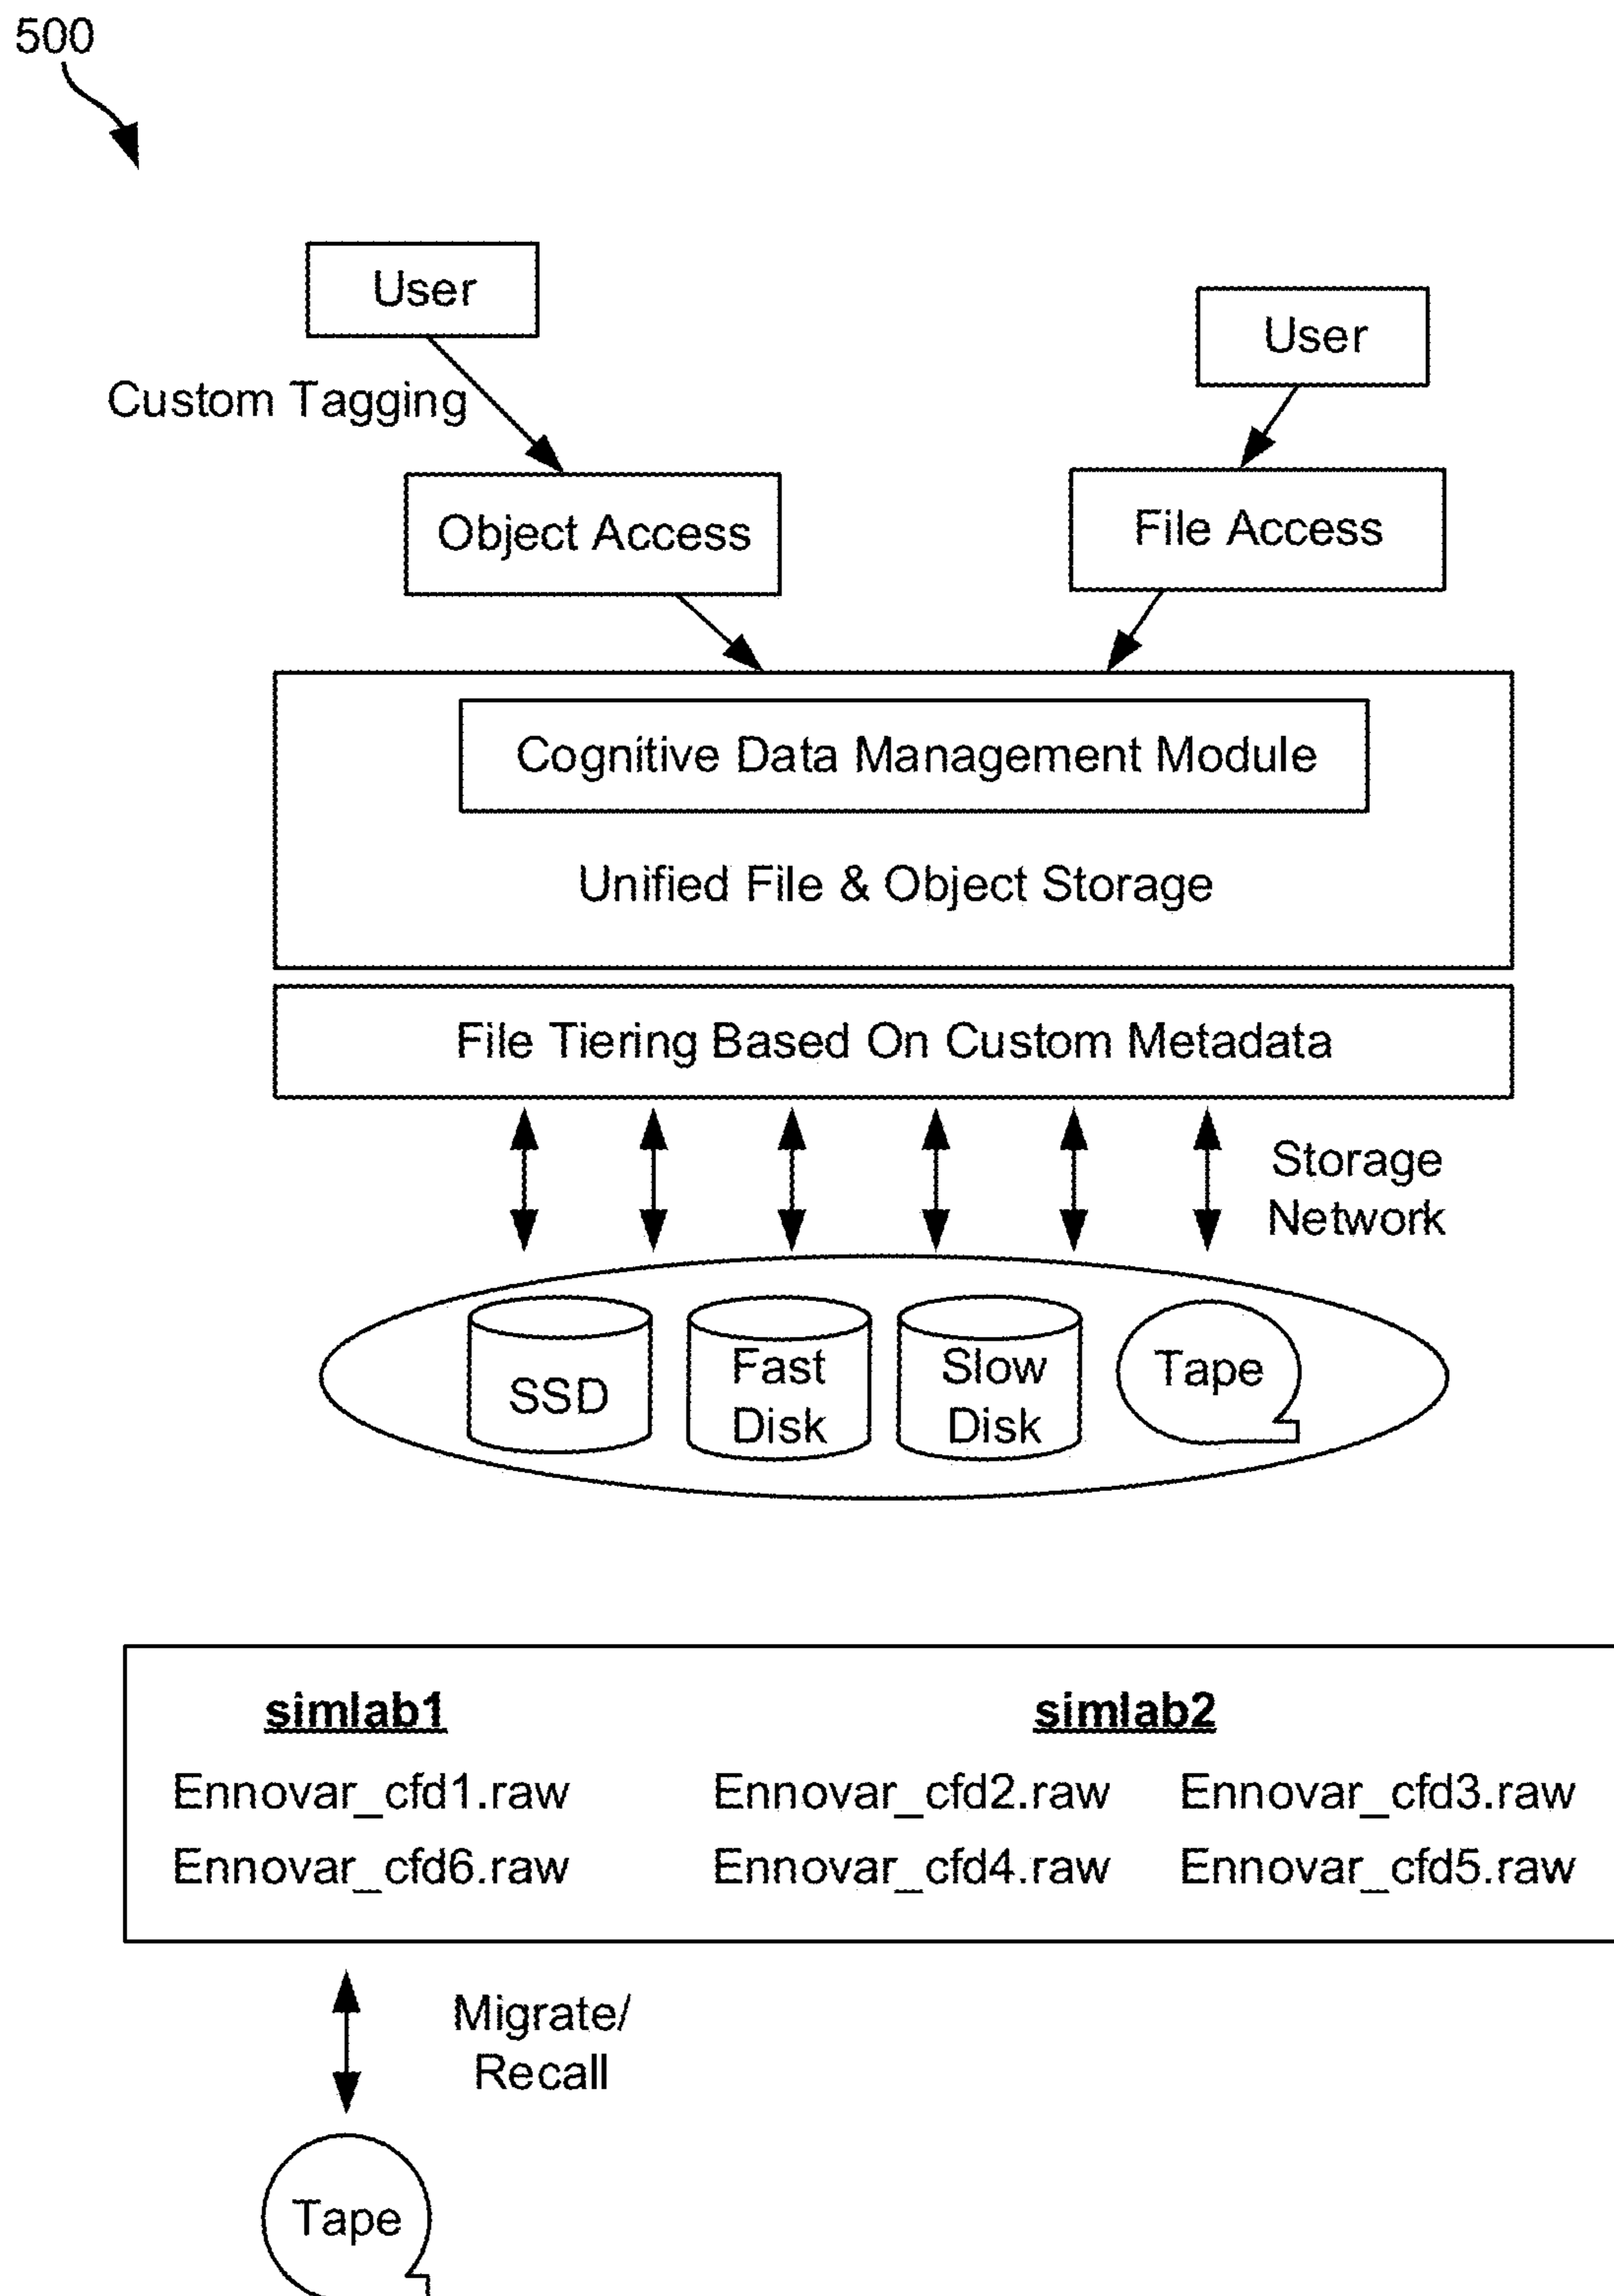 500
User
User
Custom Tagging
Object Access
File Access
Cognitive Data Management Module
Unified File & Object Storage
File Tiering Based On Custom Metadata
Storage
Network
SSD
Fast
Disk
Slow
Disk
Tape
simlab1
simlab2
Ennovar_cfd1.raw
Ennovar_cfd2.raw
Ennovar_cfd3.raw
Ennovar_cfd6.raw
Ennovar_cfd4.raw
Ennovar_cfd5.raw
Migrate/
Recall
Tape